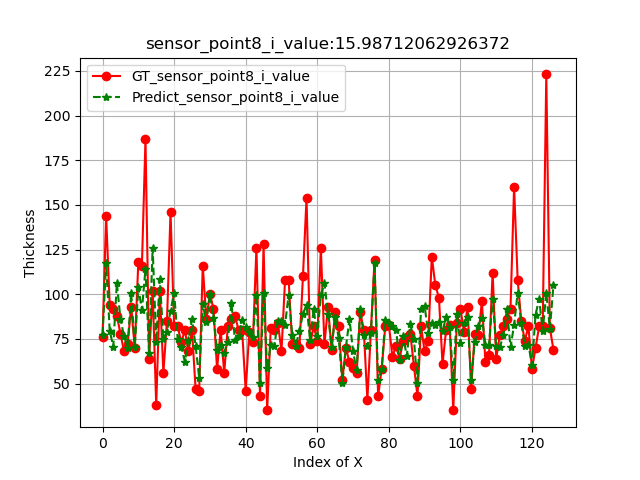 sensor_point8_i_value:15.98712062926372
GT_sensor_point8_i_value
Predict_sensor_point8_i_value
Thickness
225
200
175
150
125
100
75
50
0 20 40 60 80 100 120
Index of X